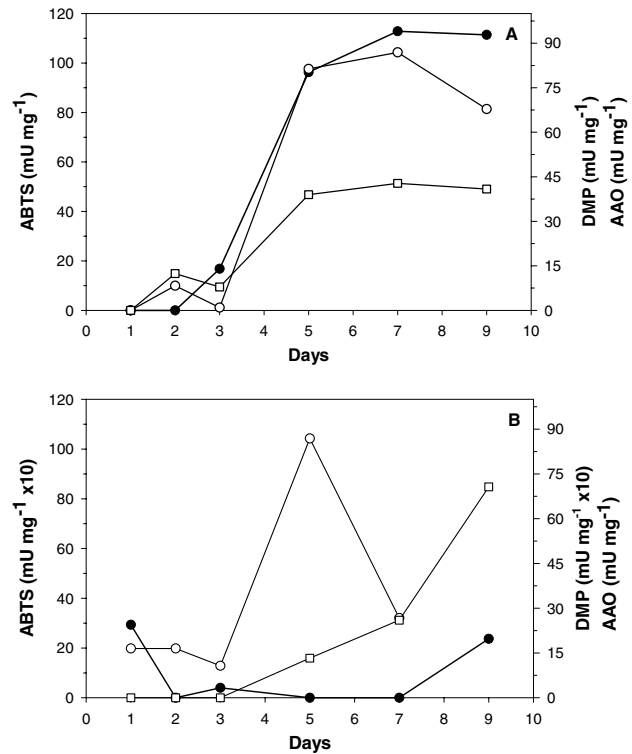 A
120
100
80
60
40
20
0
ABTS (mU mg⁻¹)
90
75
60
45
30
15
0
DMP (mU mg⁻¹)
AAO (mU mg⁻¹)
0 1 2 3 4 5 6 7 8 9 10
Days
B
120
100
80
60
40
20
0
ABTS (mU mg⁻¹ x10)
90
75
60
45
30
15
0
DMP (mU mg⁻¹ x10)
AAO (mU mg⁻¹)
0 1 2 3 4 5 6 7 8 9 10
Days